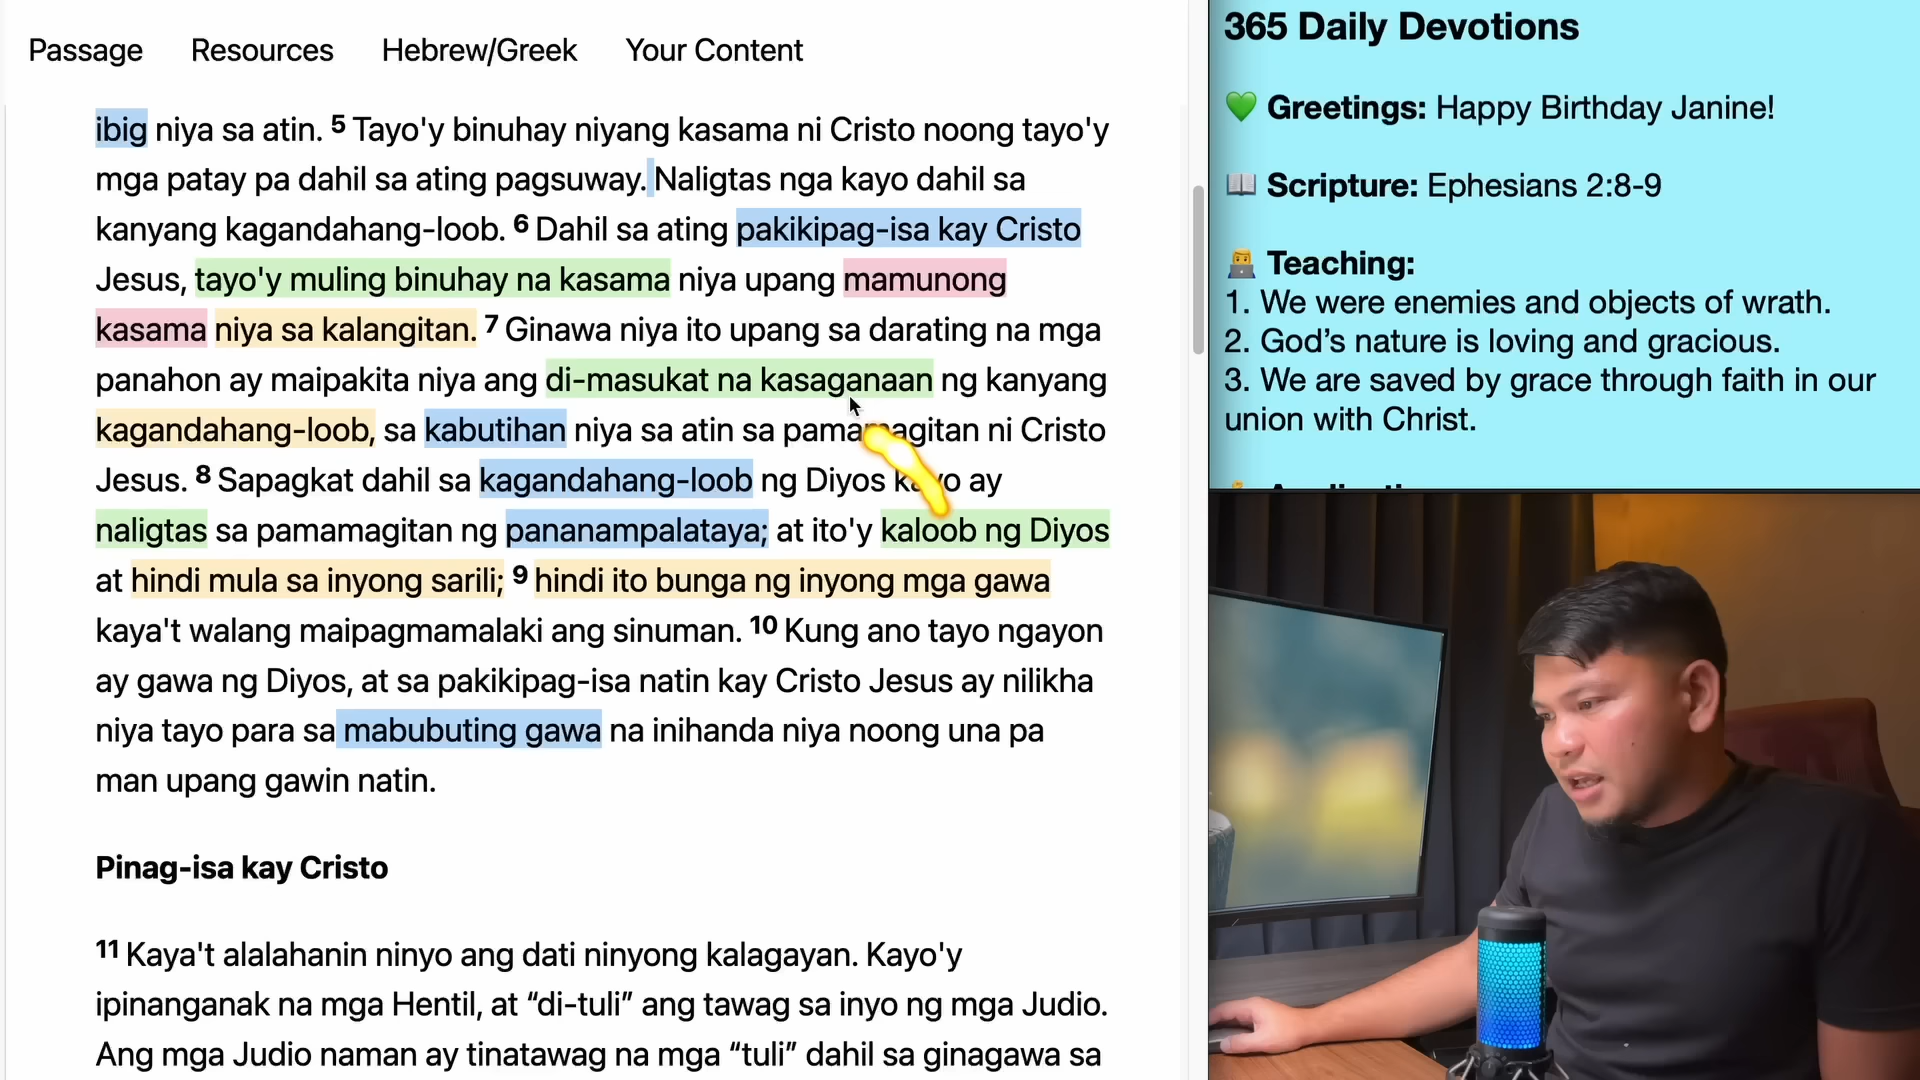 Passage Resources Hebrew/Greek Your Content
ibig niya sa atin. 5 Tayo'y binuhay niyang kasama ni Cristo noong tayo'y
mga patay pa dahil sa ating pagsuway. Naligtas nga kayo dahil sa
kanyang kagandahang-loob. 6 Dahil sa ating pakikipag-isa kay Cristo
Jesus, tayo'y muling binuhay na kasama niya upang mamunong
kasama niya sa kalangitan. 7 Ginawa niya ito upang sa darating na mga
panahon ay maipakita niya ang di-masukat na kasaganaan ng kanyang
kagandahang-loob, sa kabutihan niya sa atin sa pamamagitan ni Cristo
Jesus. 8 Sapagkat dahil sa kagandahang-loob ng Diyos kayo ay
naligtas sa pamamagitan ng pananampalataya; at ito'y kaloob ng Diyos
at hindi mula sa inyong sarili; 9 hindi ito bunga ng inyong mga gawa
kaya't walang maipagmamalaki ang sinuman. 10 Kung ano tayo ngayon
ay gawa ng Diyos, at sa pakikipag-isa natin kay Cristo Jesus ay nilikha
niya tayo para sa mabubuting gawa na inihanda niya noong una pa
man upang gawin natin.
Pinag-isa kay Cristo
11 Kaya't alalahanin ninyo ang dati ninyong kalagayan. Kayo'y
ipinanganak na mga Hentil, at “di-tuli” ang tawag sa inyo ng mga Judio.
Ang mga Judio naman ay tinatawag na mga “tuli” dahil sa ginagawa sa
365 Daily Devotions
💚 Greetings: Happy Birthday Janine!
📖 Scripture: Ephesians 2:8-9
👨‍💻 Teaching:
1. We were enemies and objects of wrath.
2. God’s nature is loving and gracious.
3. We are saved by grace through faith in our
union with Christ.